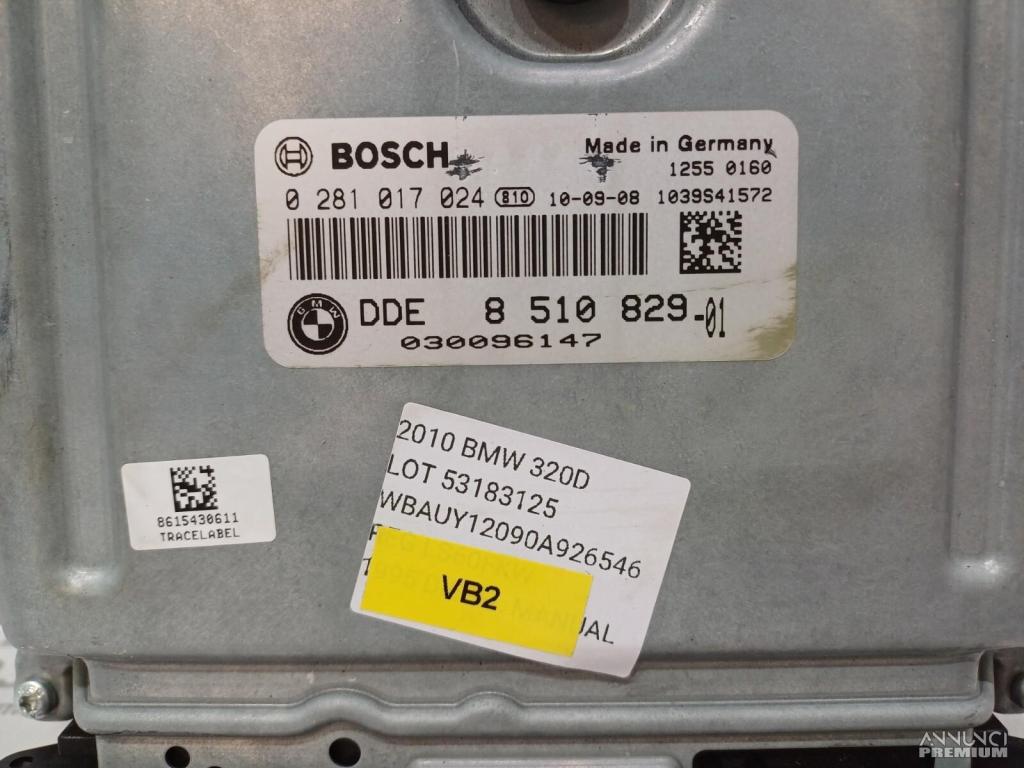 BOSCH
Made in Germany
1255 0160
0 281 017 024 810 10-09-08 1039S41572
BMW DDE 8 510 829-01
030096147
8615430611
TRACELABEL
2010 BMW 320D
LOT 53183125
WBAUY12090A926546
VB2
MANUAL
ANNUNCI
PREMIUM